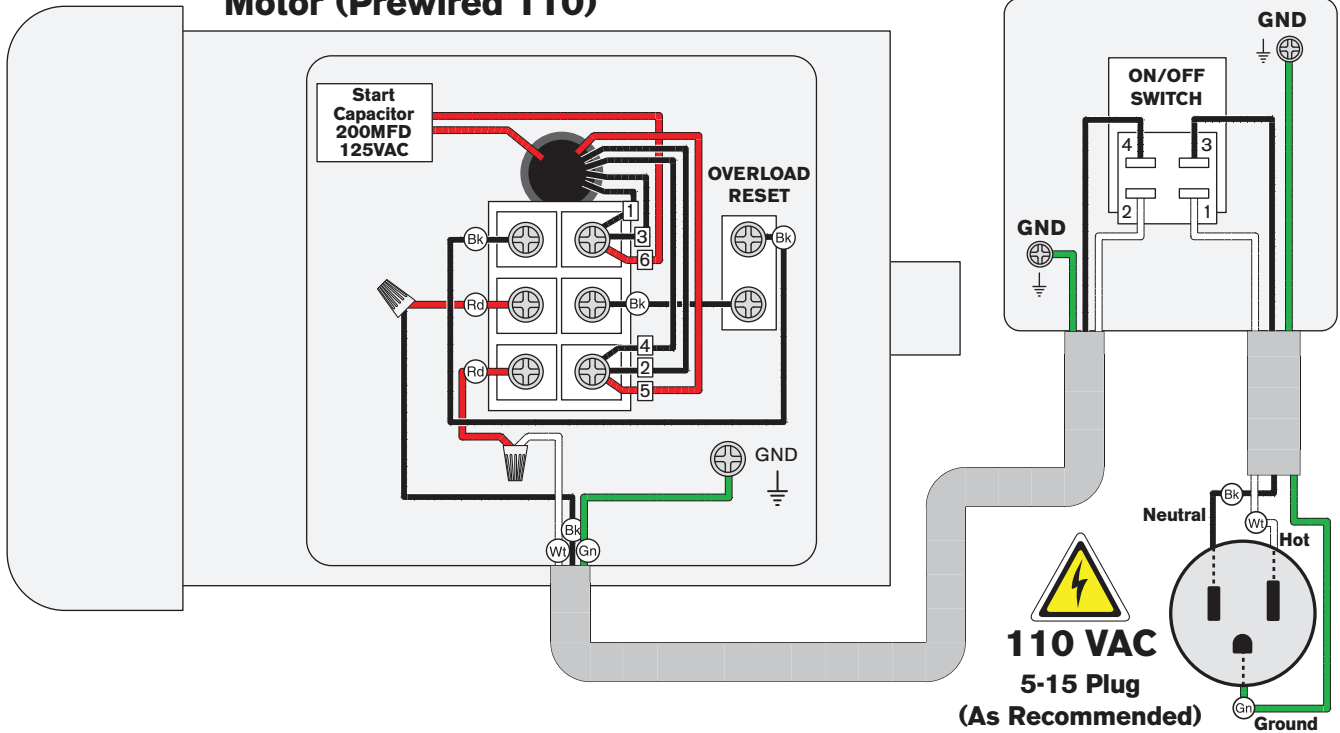 Motor (Prewired 110)
Start
Capacitor
200MFD
125VAC
OVERLOAD
RESET
1
3
6
Bk
Bk
Rd
Bk
4
2
5
Rd
GND
Bk
Wt
Gn
GND
ON/OFF
SWITCH
4
3
2
1
GND
Bk
Neutral
Wt
Hot
110 VAC
5-15 Plug
(As Recommended)
Gn
Ground